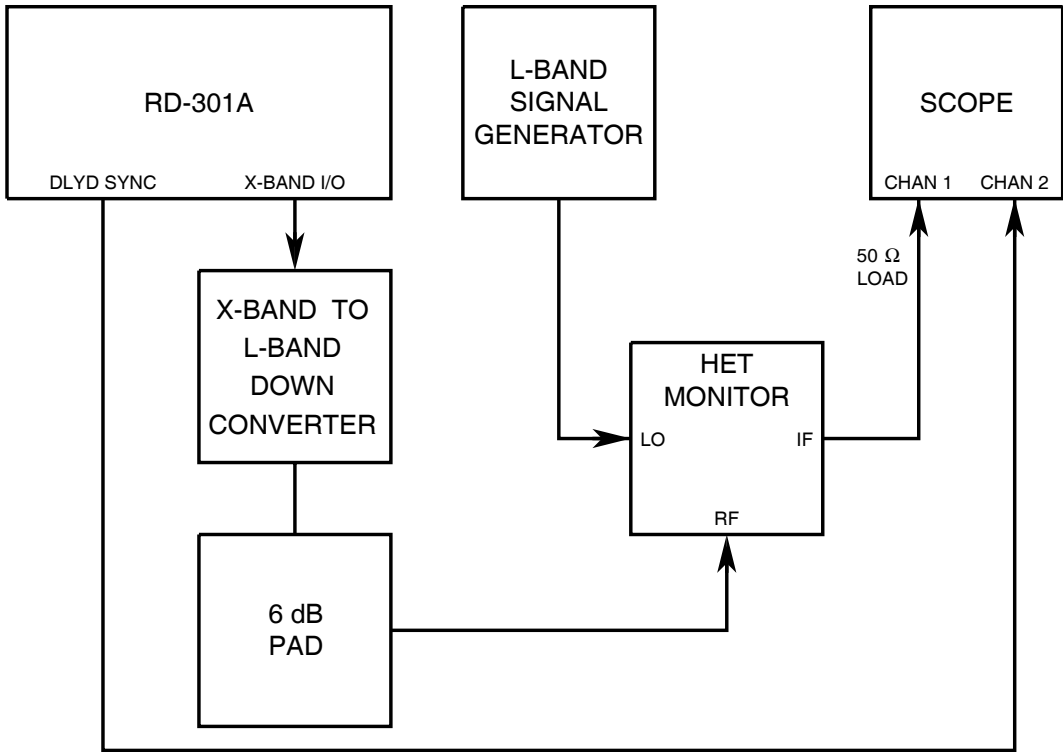 RD-301A
DLYD SYNC
X-BAND I/O
L-BAND
SIGNAL
GENERATOR
SCOPE
CHAN 1
CHAN 2
50 Ω
LOAD
X-BAND TO
L-BAND
DOWN
CONVERTER
HET
MONITOR
LO
IF
RF
6 dB
PAD